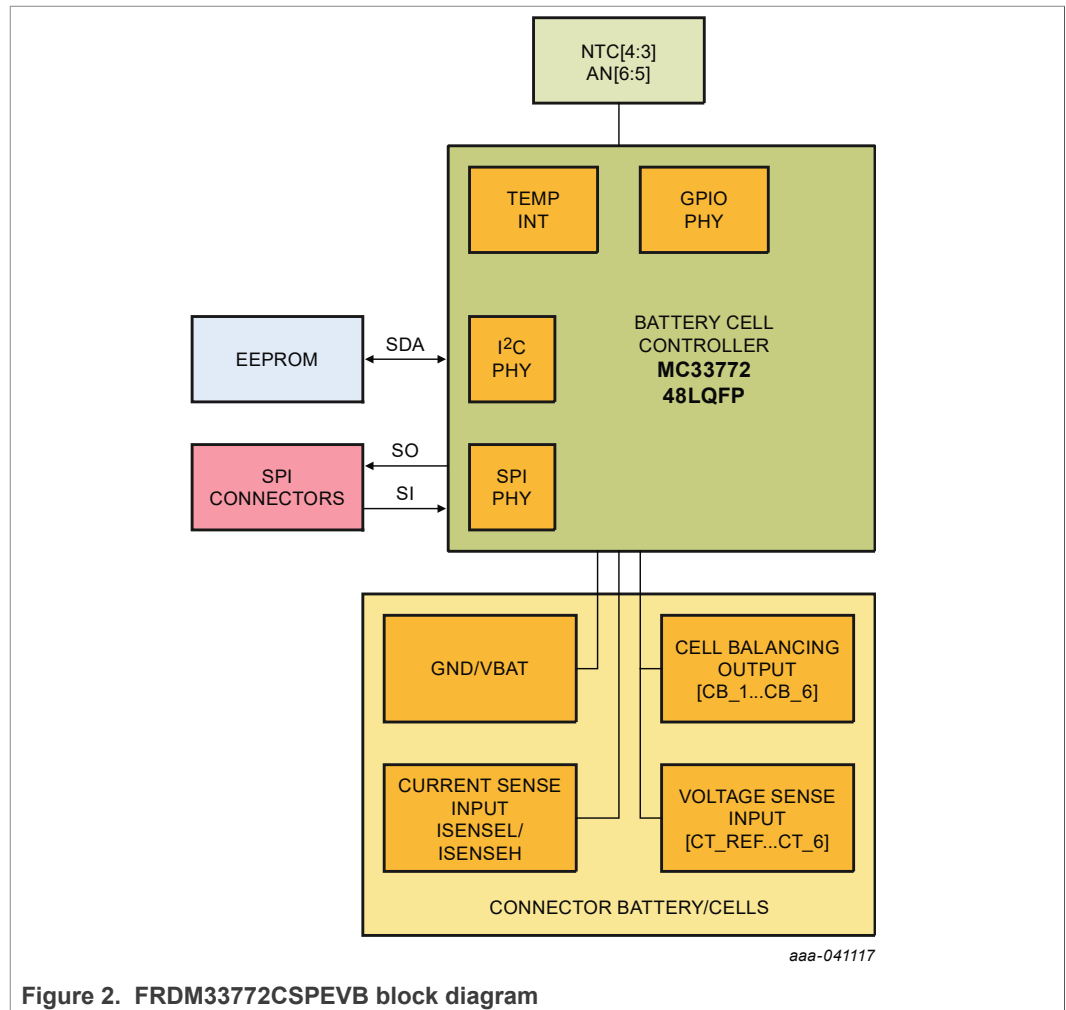 NTC[4:3]
AN[6:5]
TEMP
INT
GPIO
PHY
BATTERY CELL
CONTROLLER
MC33772
48LQFP
EEPROM
SDA
I2C
PHY
SPI
CONNECTORS
SO
SI
SPI
PHY
GND/VBAT
CELL BALANCING
OUTPUT
[CB_1...CB_6]
CURRENT SENSE
INPUT
ISENSEL/
ISENSEH
VOLTAGE SENSE
INPUT
[CT_REF...CT_6]
CONNECTOR BATTERY/CELLS
aaa-041117
Figure 2. FRDM33772CSPEVB block diagram